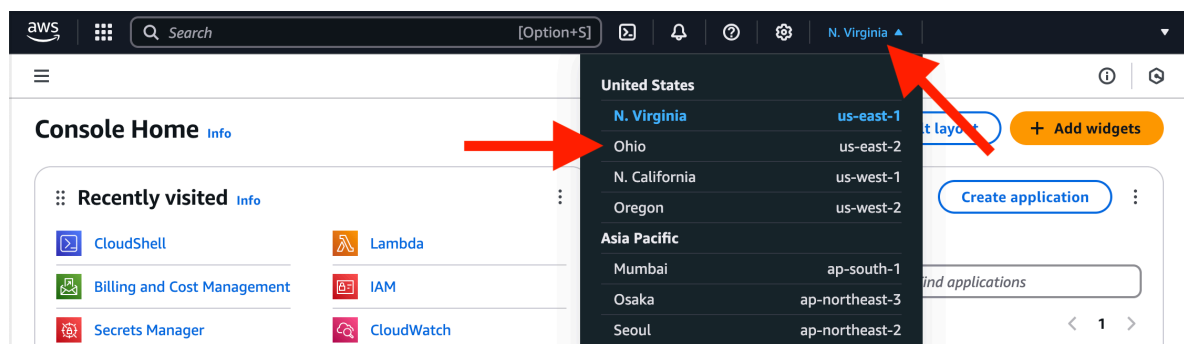 aws
Search [Option+S]
N. Virginia
United States
N. Virginia us-east-1
Ohio us-east-2
N. California us-west-1
Oregon us-west-2
Asia Pacific
Mumbai ap-south-1
Osaka ap-northeast-3
Seoul ap-northeast-2
Console Home Info
+ Add widgets
Recently visited Info
CloudShell
Lambda
Billing and Cost Management
IAM
Secrets Manager
CloudWatch
Create application
applications
1